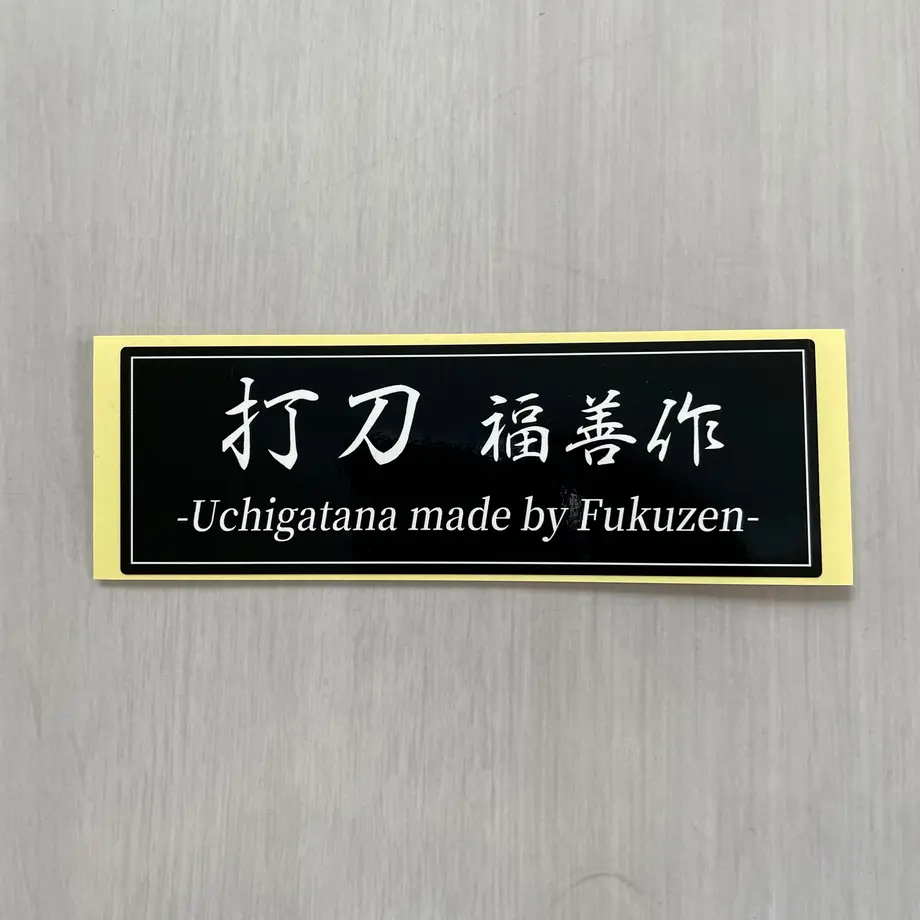 打刀 福善作
-Uchigatana made by Fukuzen-